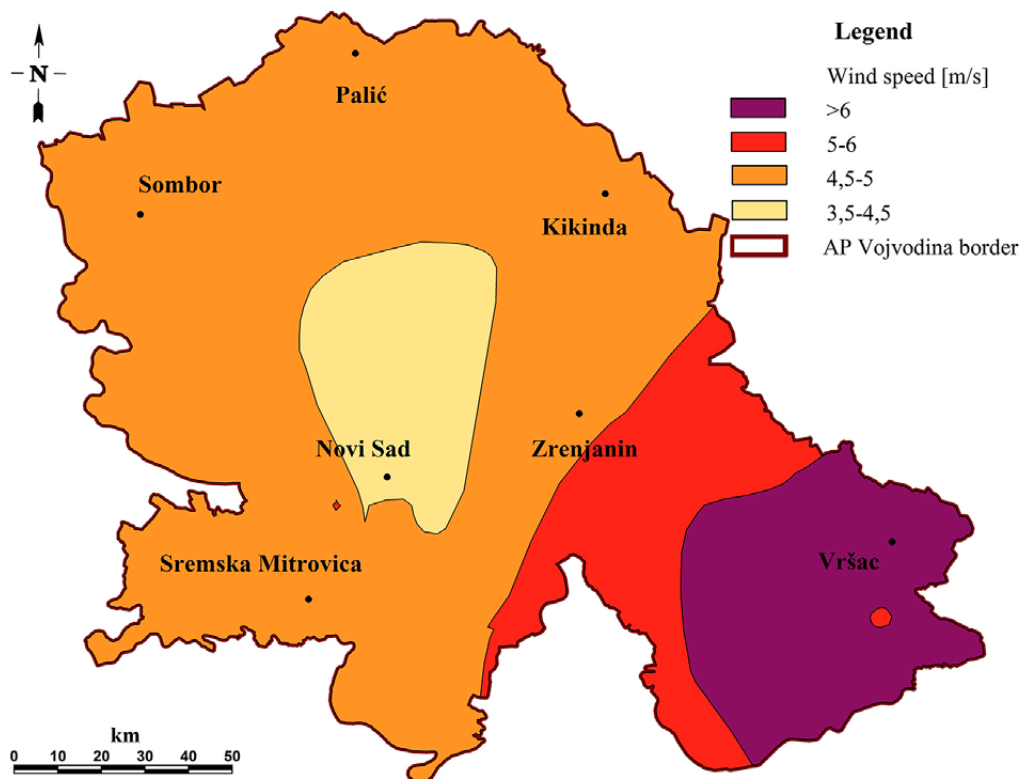 N
Palić
Sombor
Kikinda
Novi Sad
Zrenjanin
Sremska Mitrovica
Vršac
Legend
Wind speed [m/s]
>6
5-6
4,5-5
3,5-4,5
AP Vojvodina border
km
0 10 20 30 40 50